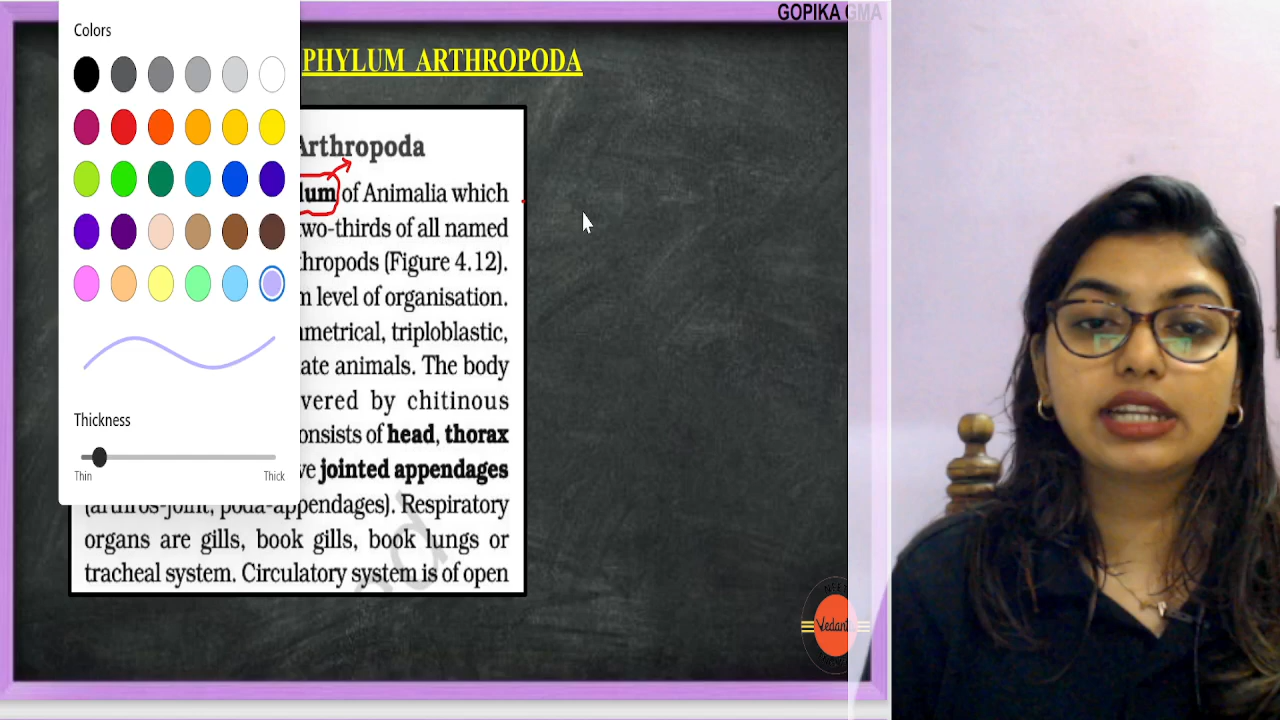 GOPIKA GMA
Colors
PHYLUM ARTHROPODA
Arthropoda
lum of Animalia which
two-thirds of all named
thropods (Figure 4.12).
m level of organisation.
mmetrical, triploblastic,
ate animals. The body
vered by chitinous
onsists of head, thorax
ve jointed appendages
Thickness
Thin Thick
(arthros-joint, poda-appendages). Respiratory
organs are gills, book gills, book lungs or
tracheal system. Circulatory system is of open
Vedant